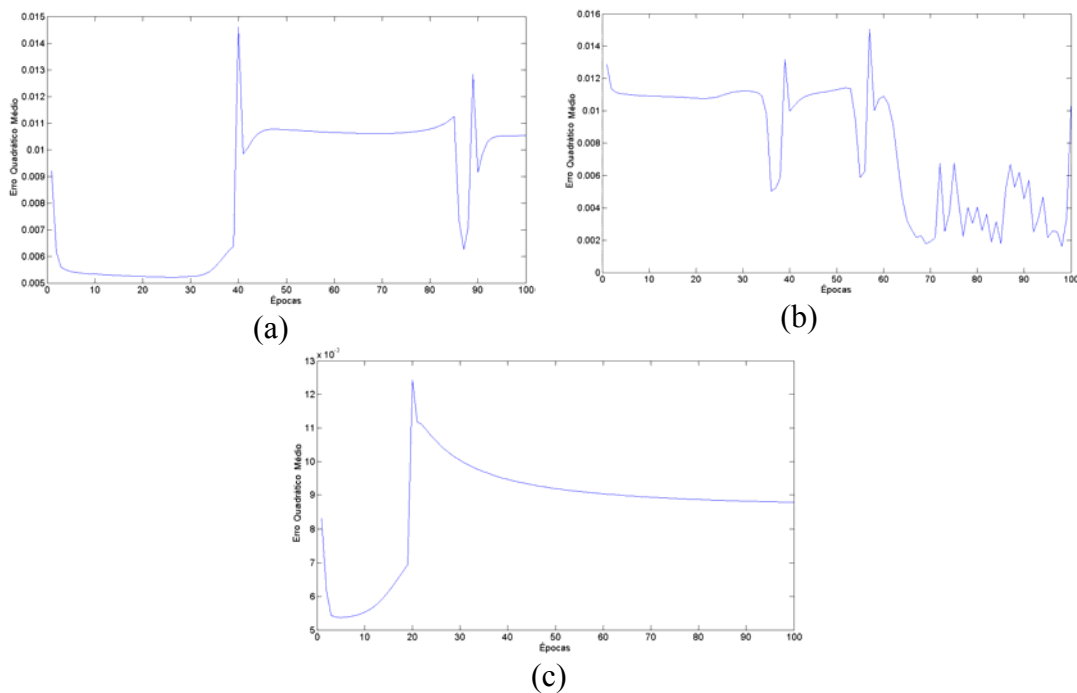 0.015
0.014
0.013
0.012
0.011
0.01
0.009
0.008
0.007
0.006
0.005
Erro Quadrático Médio
0 10 20 30 40 50 60 70 80 90 100
Épocas
(a)
0.016
0.014
0.012
0.01
0.008
0.006
0.004
0.002
0
Erro Quadrático Médio
0 10 20 30 40 50 60 70 80 90 100
Épocas
(b)
x 10⁻³
13
12
11
10
9
8
7
6
5
Erro Quadrático Médio
0 10 20 30 40 50 60 70 80 90 100
Épocas
(c)